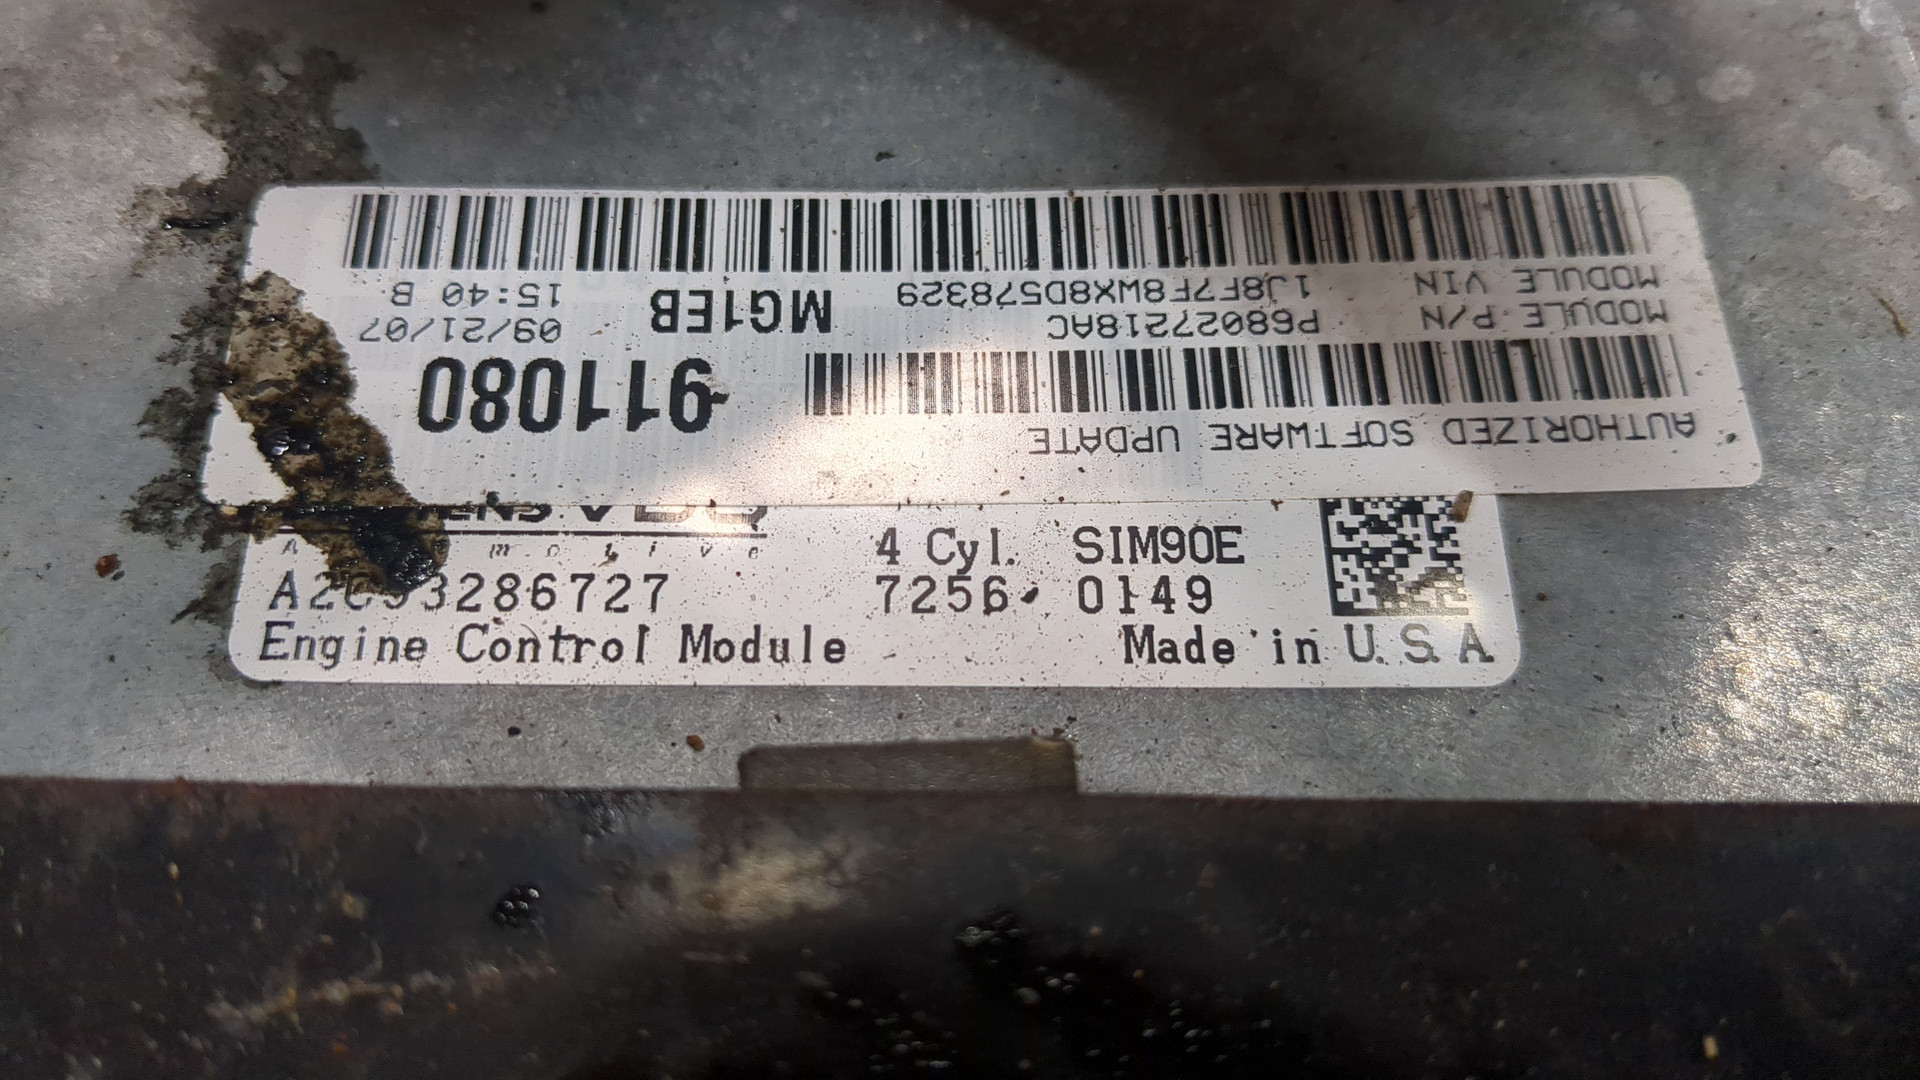 AUTHORIZED SOFTWARE UPDATE
911080
MODULE P/N P68027218AC MG1EB 09/21/07
MODULE VIN 1J8F7F8WX8D578329 15:40 B
4 Cyl. SIM90E
7256 0149
Engine Control Module Made in U.S.A